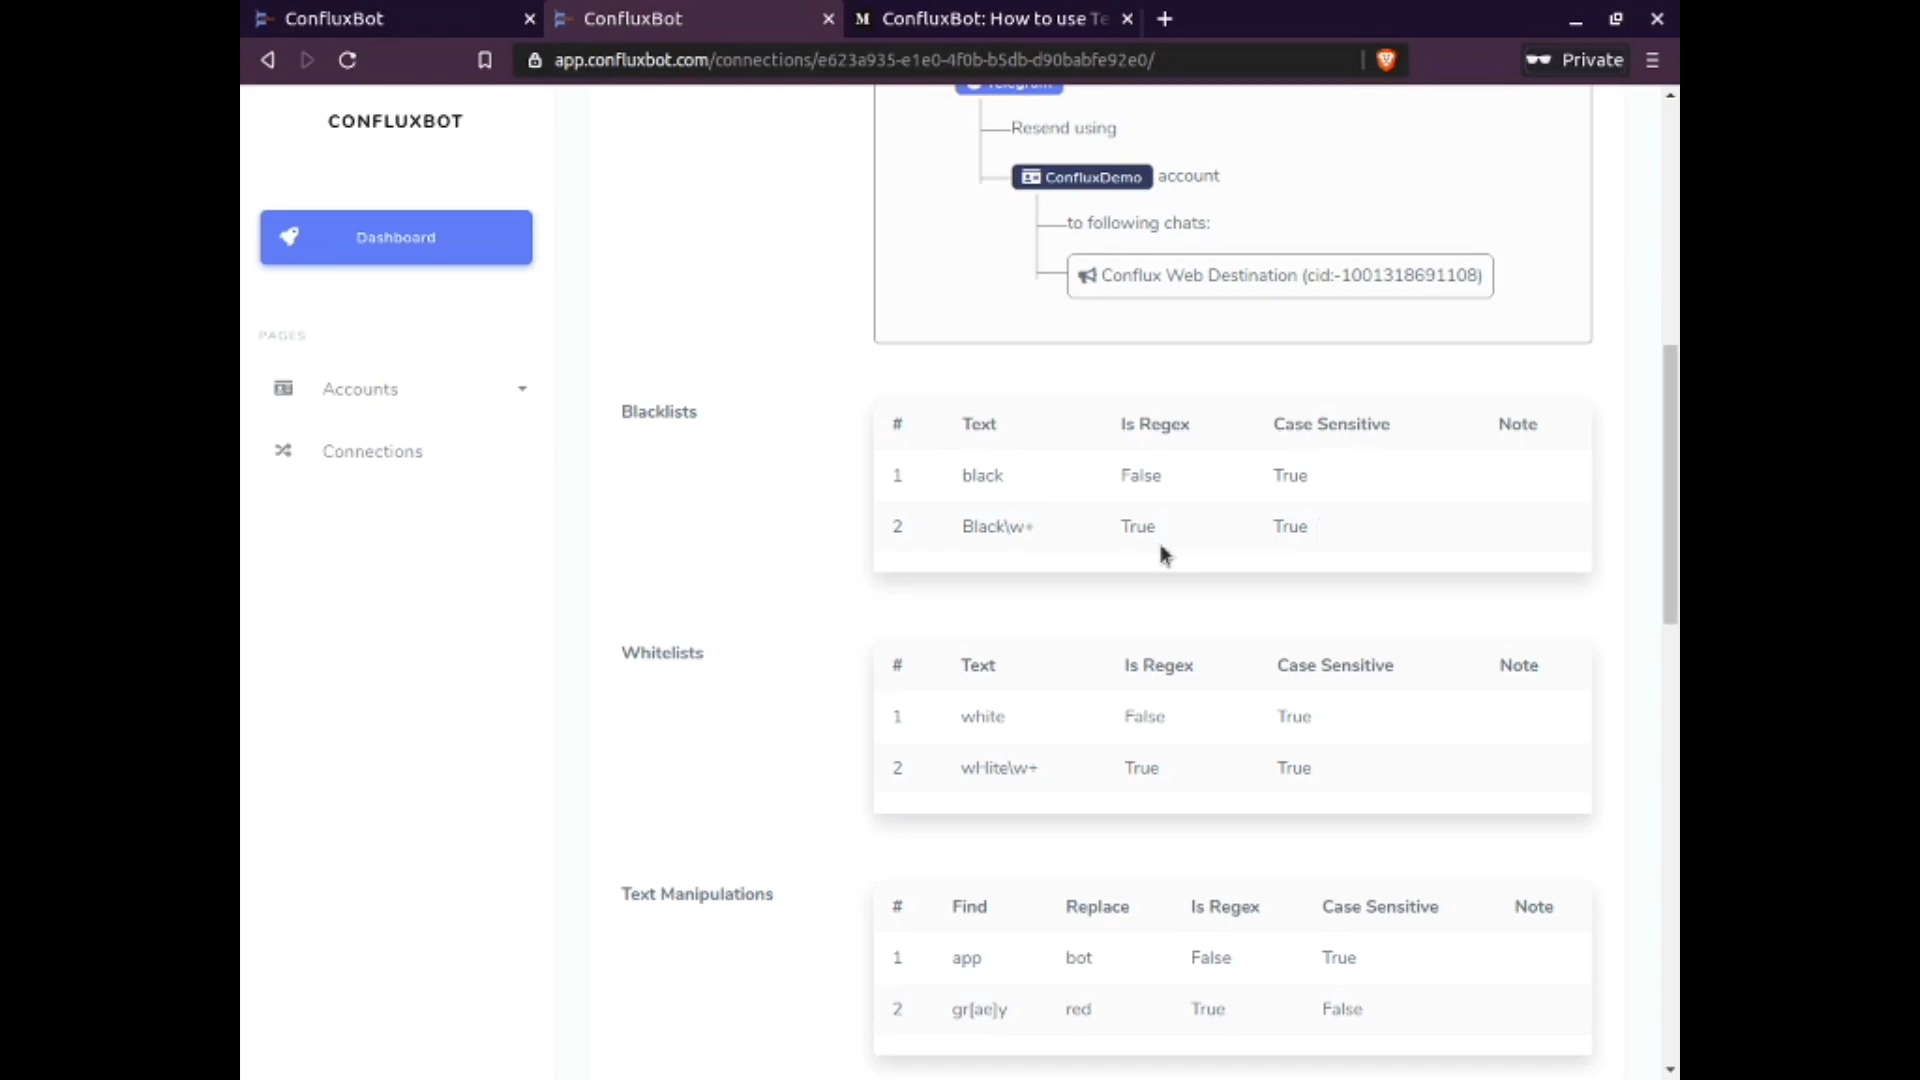 ConfluxBot
ConfluxBot
M ConfluxBot: How to use Te
app.confluxbot.com/connections/e623a935-e1e0-4f0b-b5db-d90babfe92e0/
Private
CONFLUXBOT
Dashboard
PAGES
Accounts
Connections
Telegram
Resend using
ConfluxDemo account
to following chats:
Conflux Web Destination (cid:-1001318691108)
Blacklists
# Text Is Regex Case Sensitive Note
1 black False True
2 Black\w+ True True
Whitelists
# Text Is Regex Case Sensitive Note
1 white False True
2 wHite\w+ True True
Text Manipulations
# Find Replace Is Regex Case Sensitive Note
1 app bot False True
2 gr[ae]y red True False